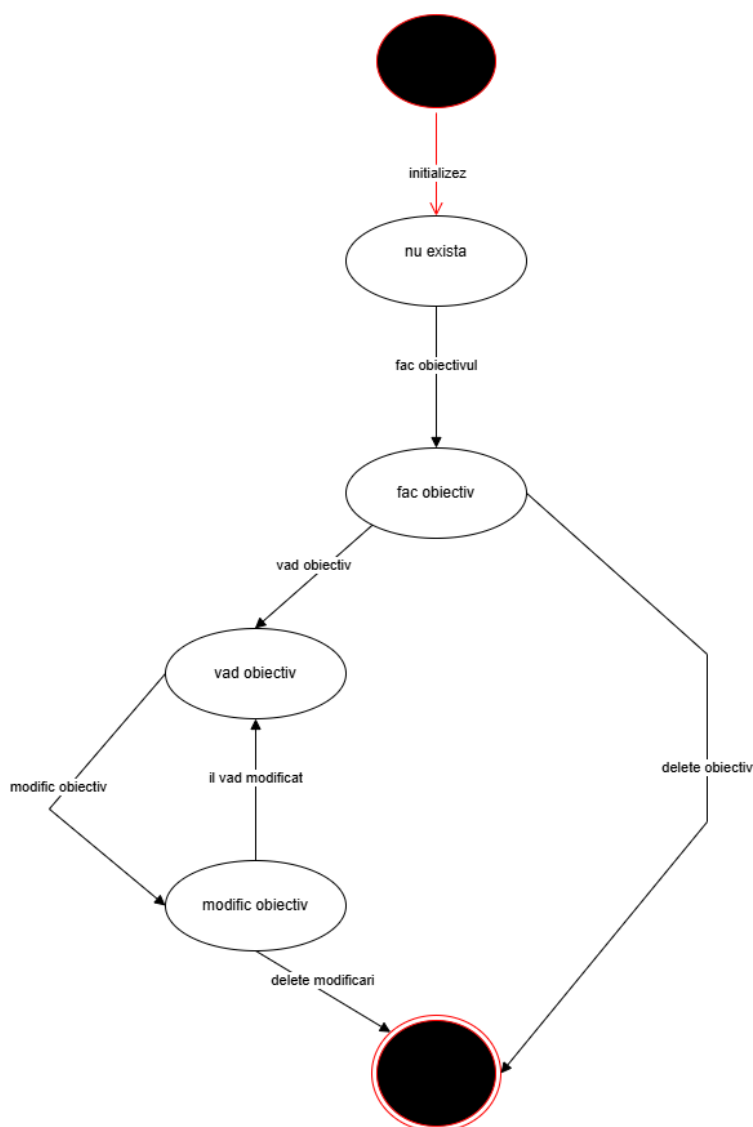 initializez
nu exista
fac obiectivul
fac obiectiv
vad obiectiv
vad obiectiv
delete obiectiv
il vad modificat
modific obiectiv
modific obiectiv
delete modificari